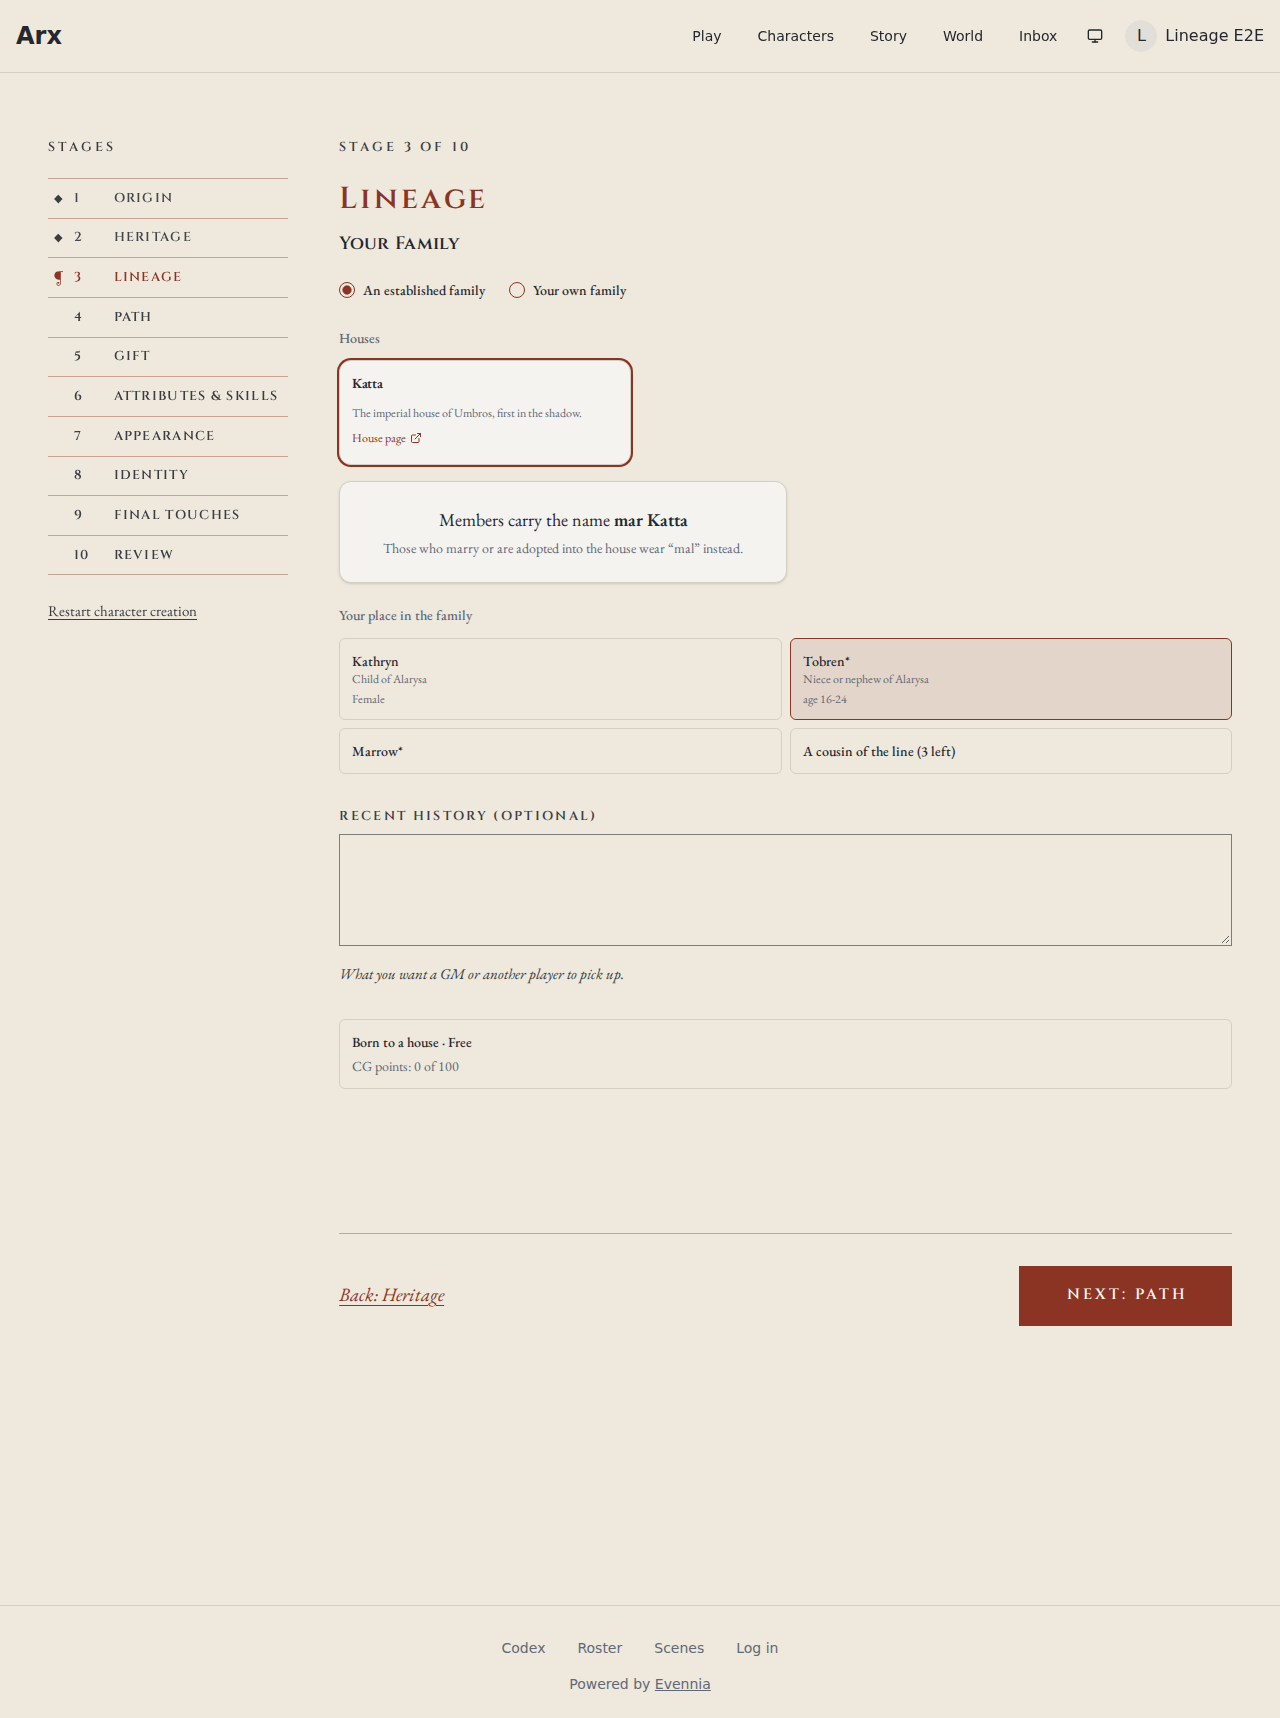 Arx
Play Characters Story World Inbox L Lineage E2E
STAGES
◆ 1 ORIGIN
◆ 2 HERITAGE
¶ 3 LINEAGE
4 PATH
5 GIFT
6 ATTRIBUTES & SKILLS
7 APPEARANCE
8 IDENTITY
9 FINAL TOUCHES
10 REVIEW
Restart character creation
STAGE 3 OF 10
LINEAGE
YOUR FAMILY
An established family Your own family
Houses
Katta
The imperial house of Umbros, first in the shadow.
House page
Members carry the name mar Katta
Those who marry or are adopted into the house wear “mal” instead.
Your place in the family
Kathryn
Child of Alarysa
Female
Tobren*
Niece or nephew of Alarysa
age 16-24
Marrow*
A cousin of the line (3 left)
RECENT HISTORY (OPTIONAL)
What you want a GM or another player to pick up.
Born to a house · Free
CG points: 0 of 100
Back: Heritage
NEXT: PATH
Codex Roster Scenes Log in
Powered by Evennia